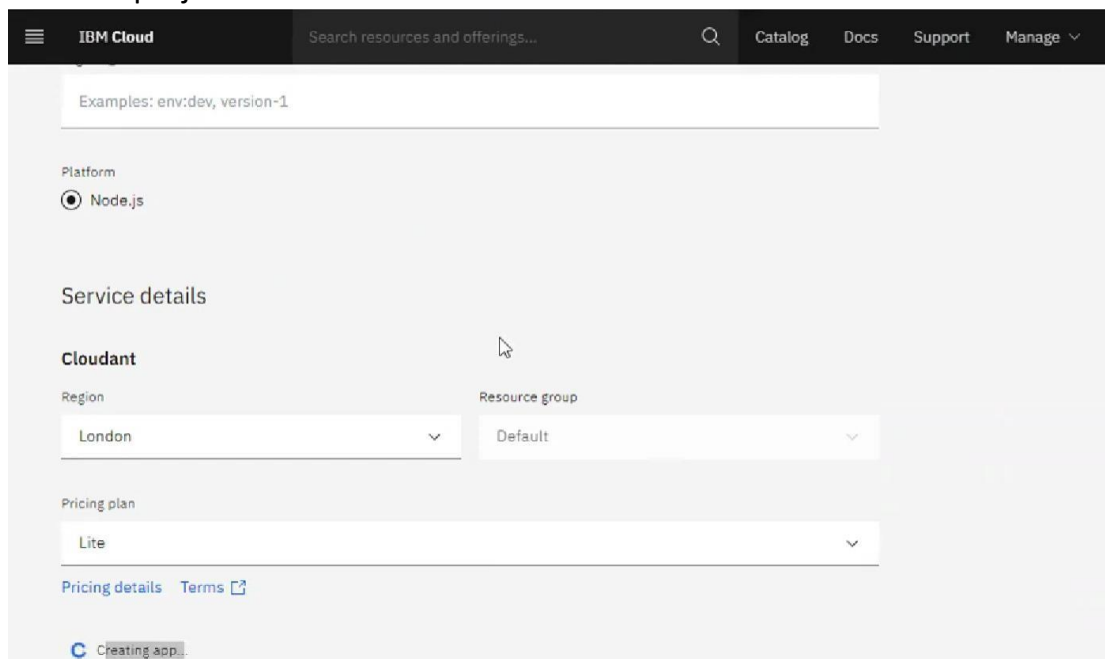 IBM Cloud Search resources and offerings... Catalog Docs Support Manage
Examples: env:dev, version-1
Platform
Node.js
Service details
Cloudant
Region Resource group
London Default
Pricing plan
Lite
Pricing details Terms
Creating app...